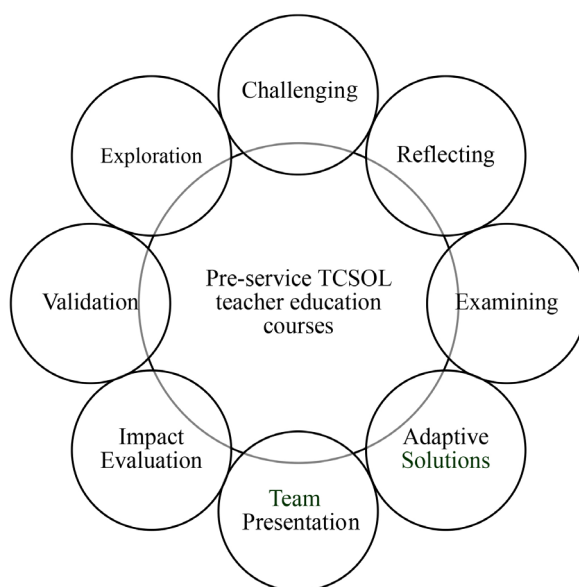 Challenging
Reflecting
Examining
Adaptive
Solutions
Team
Presentation
Impact
Evaluation
Validation
Exploration
Pre-service TCSOL
teacher education
courses